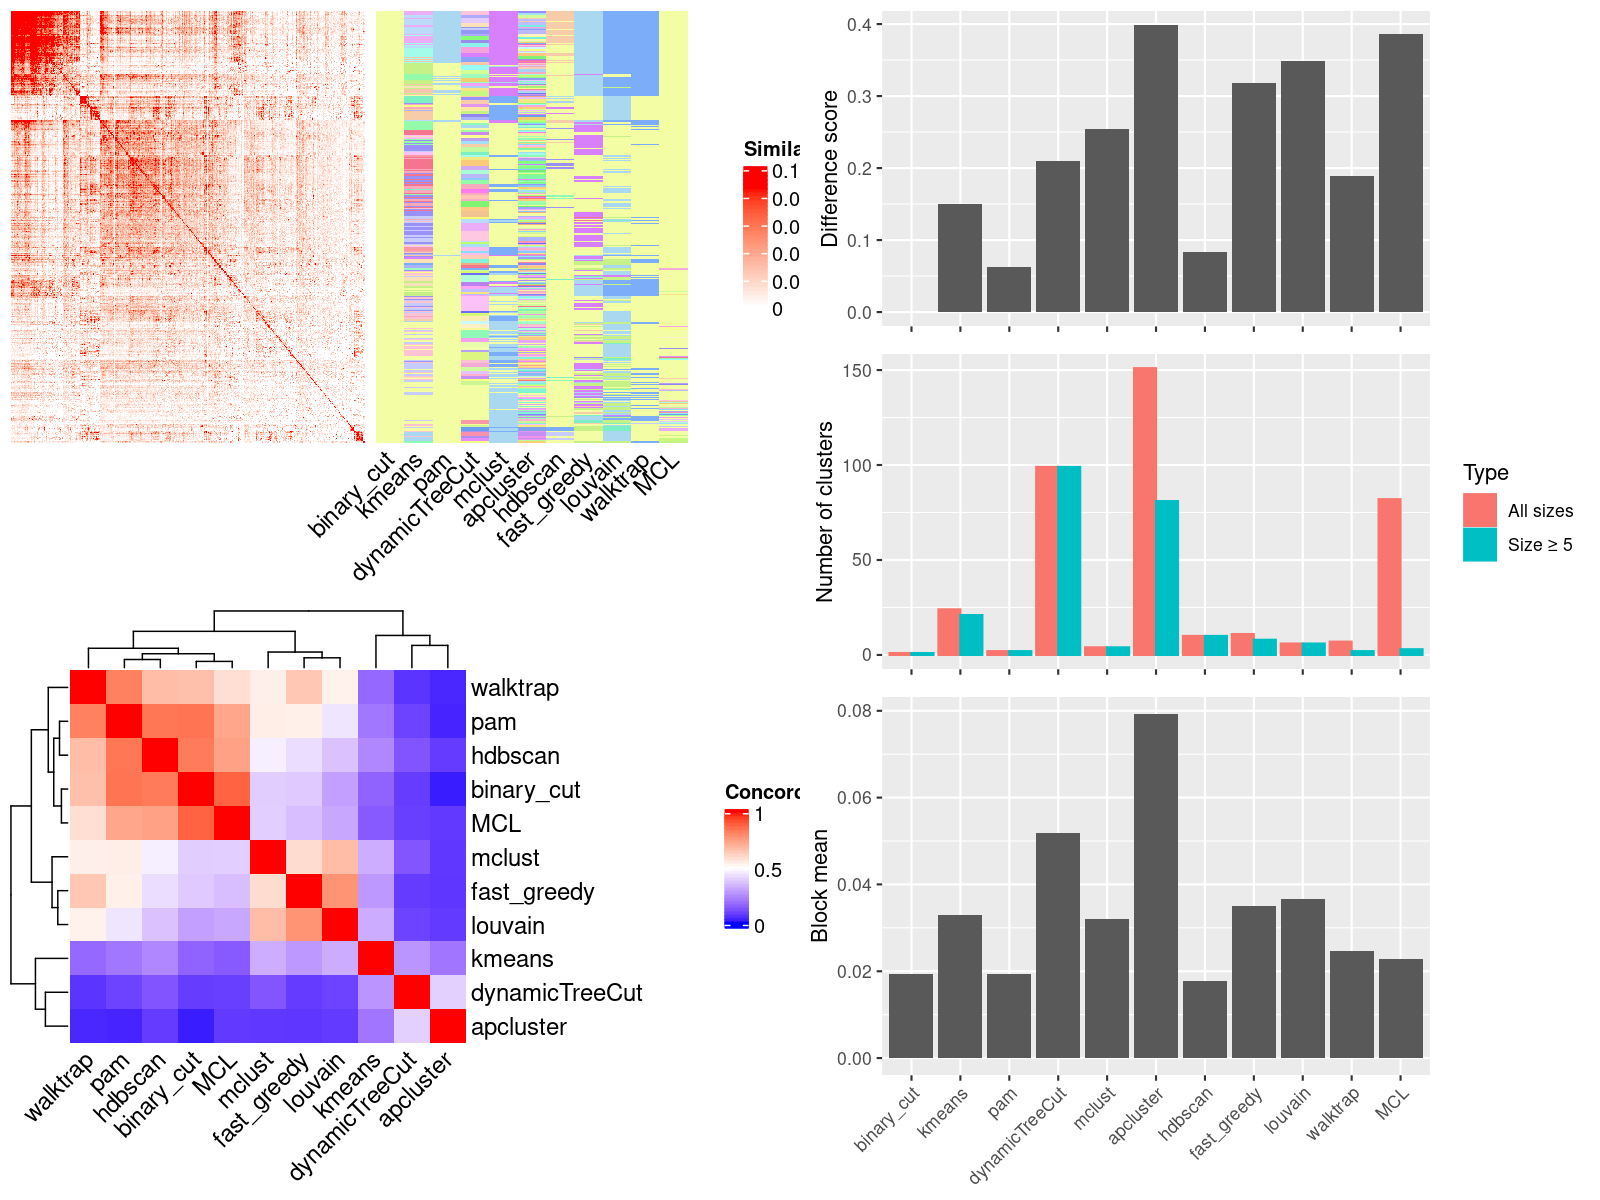 Simila
0.1
0.0
0.0
0.0
0.0
0
binary_cut
kmeans
pam
dynamicTreeCut
mclust
apcluster
hdbscan
fast_greedy
louvain
walktrap
MCL
walktrap
pam
hdbscan
binary_cut
MCL
mclust
fast_greedy
louvain
kmeans
dynamicTreeCut
apcluster
walktrap
pam
hdbscan
binary_cut
MCL
mclust
fast_greedy
louvain
kmeans
dynamicTreeCut
apcluster
Concord
1
0.5
0
Difference score
0.4
0.3
0.2
0.1
0.0
Number of clusters
150
100
50
0
Type
All sizes
Size ≥ 5
Block mean
0.08
0.06
0.04
0.02
0.00
binary_cut
kmeans
pam
dynamicTreeCut
mclust
apcluster
hdbscan
fast_greedy
louvain
walktrap
MCL